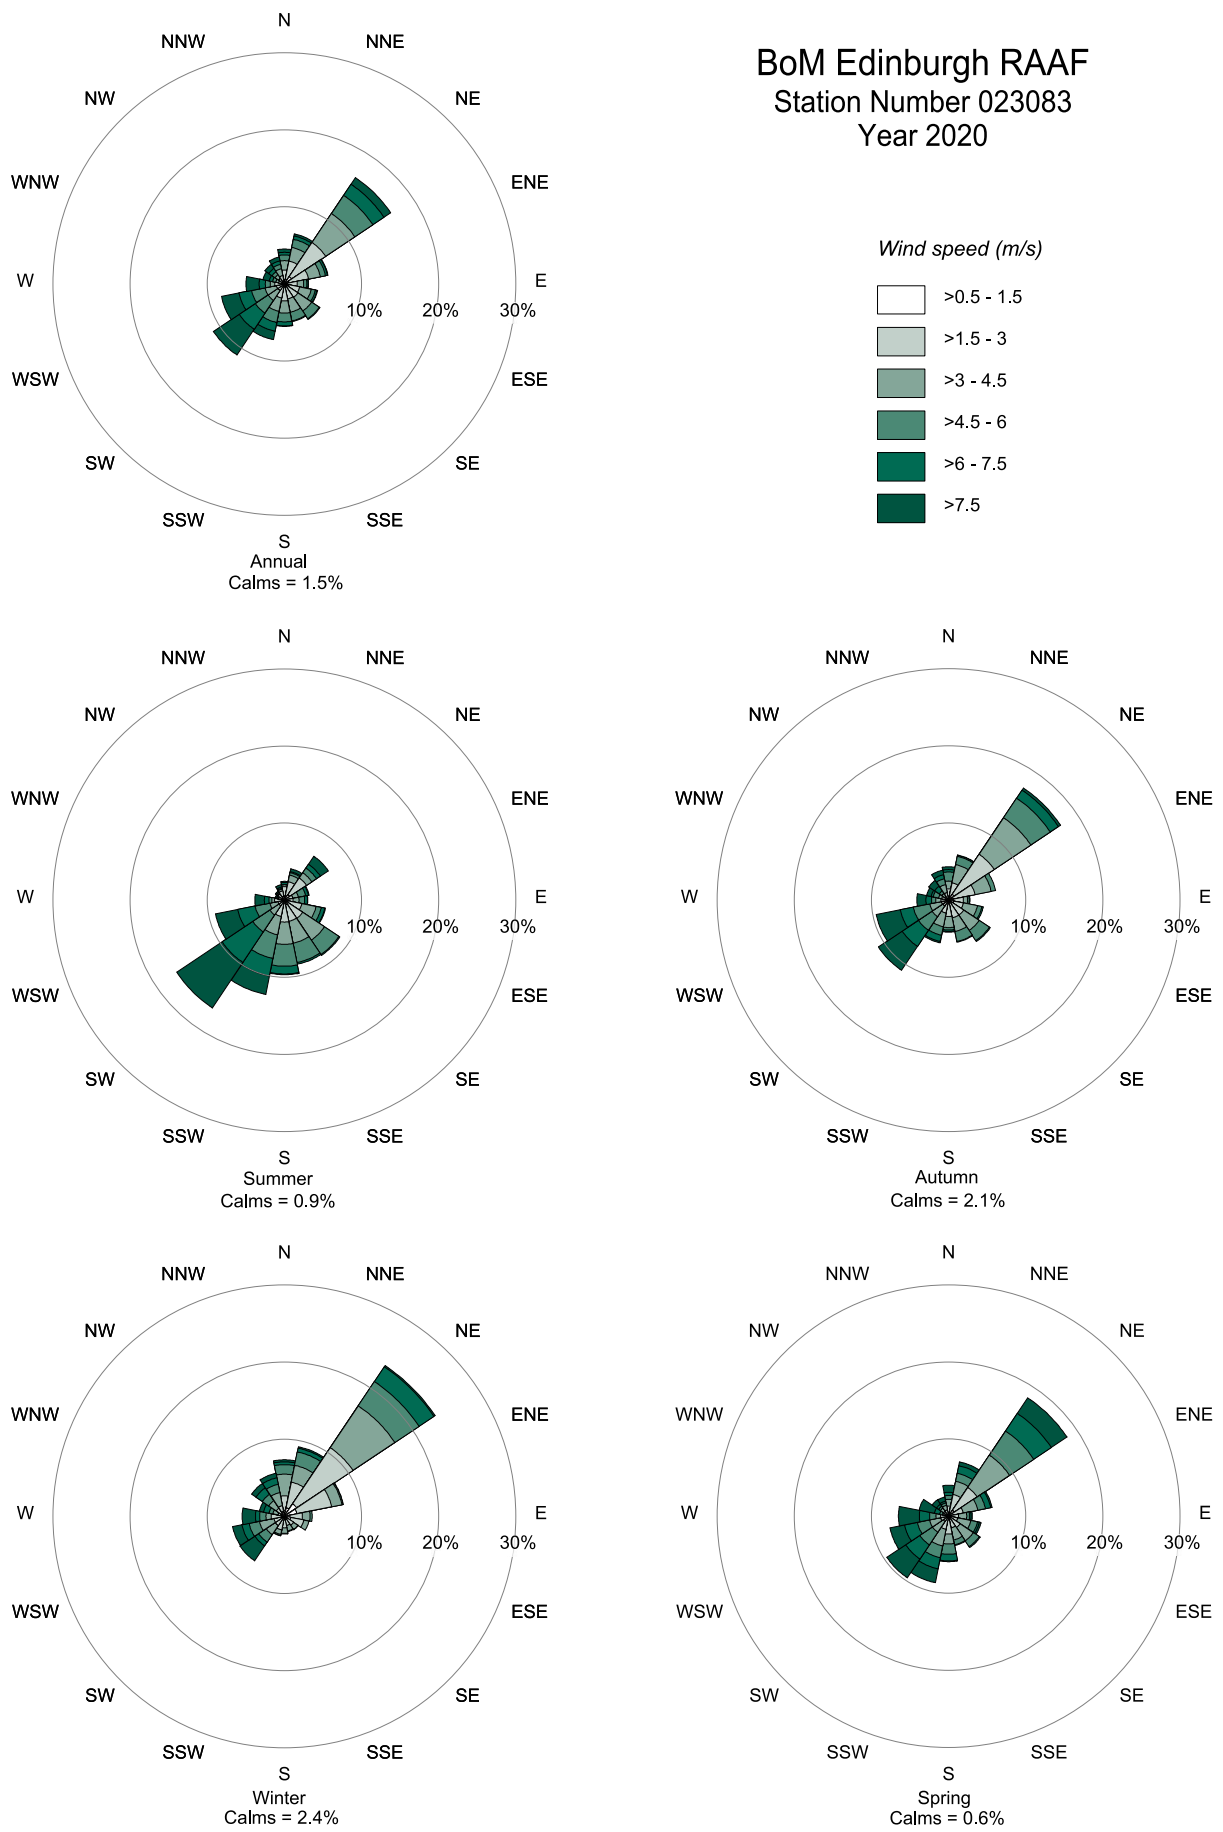 BoM Edinburgh RAAF
Station Number 023083
Year 2020
Wind speed (m/s)
>0.5 - 1.5
>1.5 - 3
>3 - 4.5
>4.5 - 6
>6 - 7.5
>7.5
N
NNW NNE
NW NE
WNW ENE
W E
10% 20% 30%
WSW ESE
SW SE
SSW SSE
S
Annual
Calms = 1.5%
N
NNW NNE
NW NE
WNW ENE
W E
10% 20% 30%
WSW ESE
SW SE
SSW SSE
S
Summer
Calms = 0.9%
N
NNW NNE
NW NE
WNW ENE
W E
10% 20% 30%
WSW ESE
SW SE
SSW SSE
S
Autumn
Calms = 2.1%
N
NNW NNE
NW NE
WNW ENE
W E
10% 20% 30%
WSW ESE
SW SE
SSW SSE
S
Winter
Calms = 2.4%
N
NNW NNE
NW NE
WNW ENE
W E
10% 20% 30%
WSW ESE
SW SE
SSW SSE
S
Spring
Calms = 0.6%